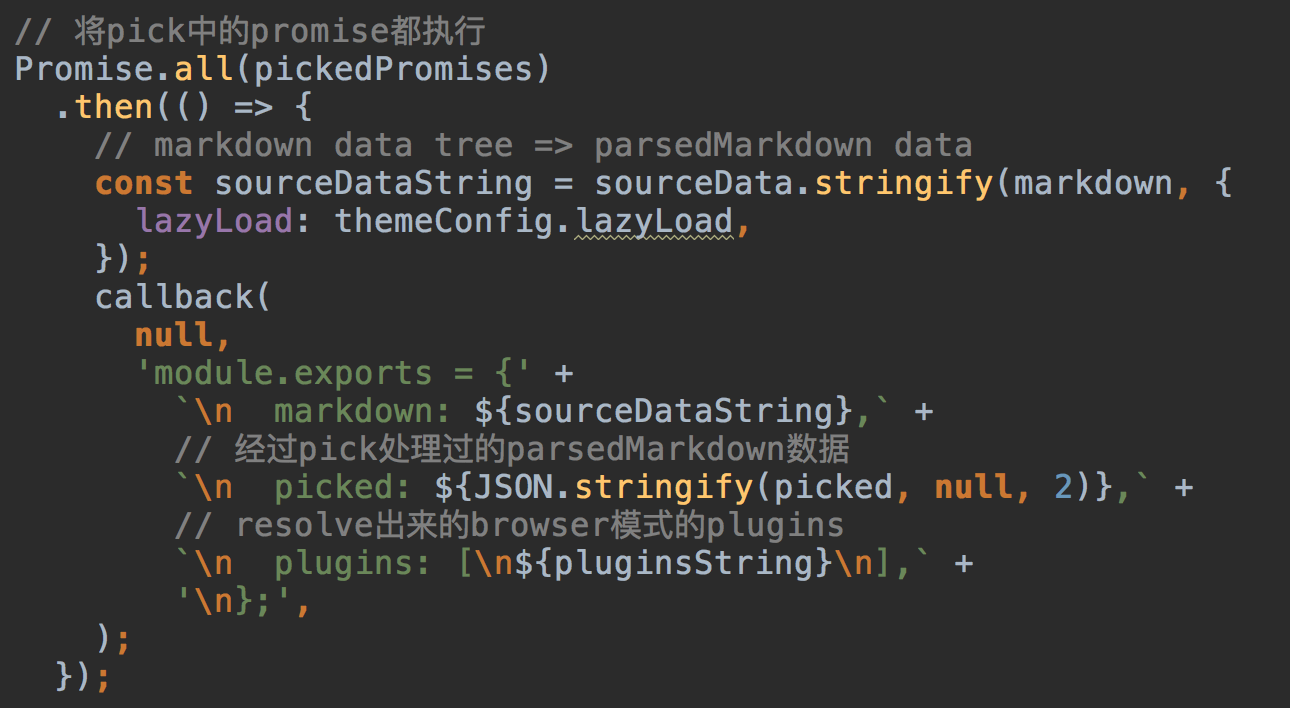 // 将pick中的promise都执行
Promise.all(pickedPromises)
  .then(() => {
    // markdown data tree => parsedMarkdown data
    const sourceDataString = sourceData.stringify(markdown, {
      lazyLoad: themeConfig.lazyLoad,
    });
    callback(
      null,
      'module.exports = {' +
        `\n  markdown: ${sourceDataString},` +
        // 经过pick处理过的parsedMarkdown数据
        `\n  picked: ${JSON.stringify(picked, null, 2)},` +
        // resolve出来的browser模式的plugins
        `\n  plugins: [\n${pluginsString}\n],` +
        '\n};',
    );
  });